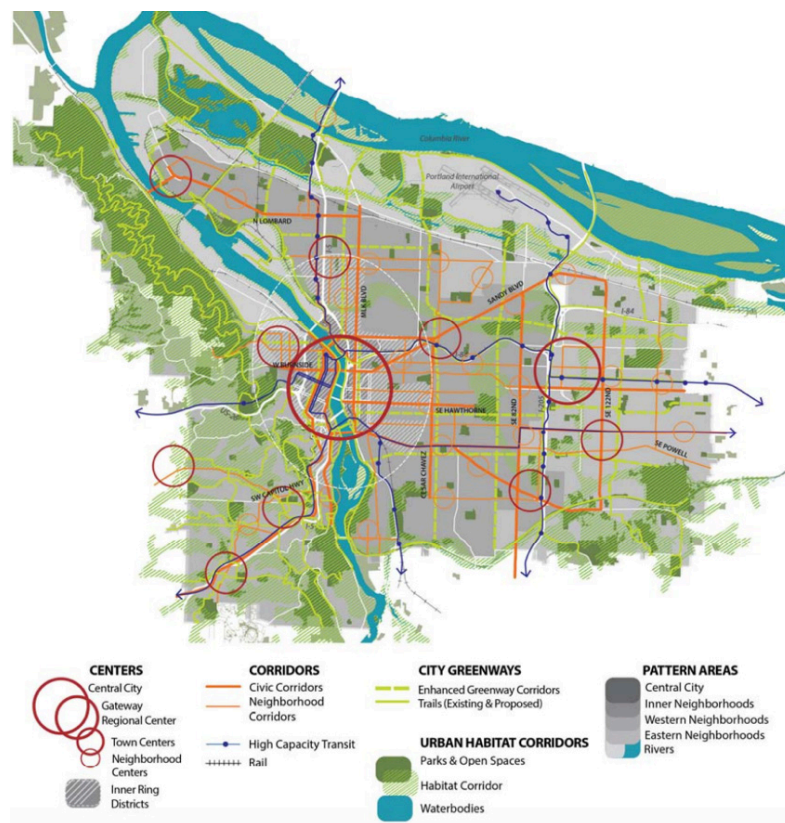 Columbia River
Portland International
Airport
N LOMBARD
MLK BLVD
SANDY BLVD
I-84
W BURNSIDE
SE HAWTHORNE
SE 82ND
I-205
SE 122ND
US-26
CESAR CHAVEZ
SE POWELL
SW CAPITOL HWY
I-5
CENTERS
Central City
Gateway
Regional Center
Town Centers
Neighborhood
Centers
Inner Ring
Districts
CORRIDORS
Civic Corridors
Neighborhood
Corridors
High Capacity Transit
Rail
CITY GREENWAYS
Enhanced Greenway Corridors
Trails (Existing & Proposed)
URBAN HABITAT CORRIDORS
Parks & Open Spaces
Habitat Corridor
Waterbodies
PATTERN AREAS
Central City
Inner Neighborhoods
Western Neighborhoods
Eastern Neighborhoods
Rivers